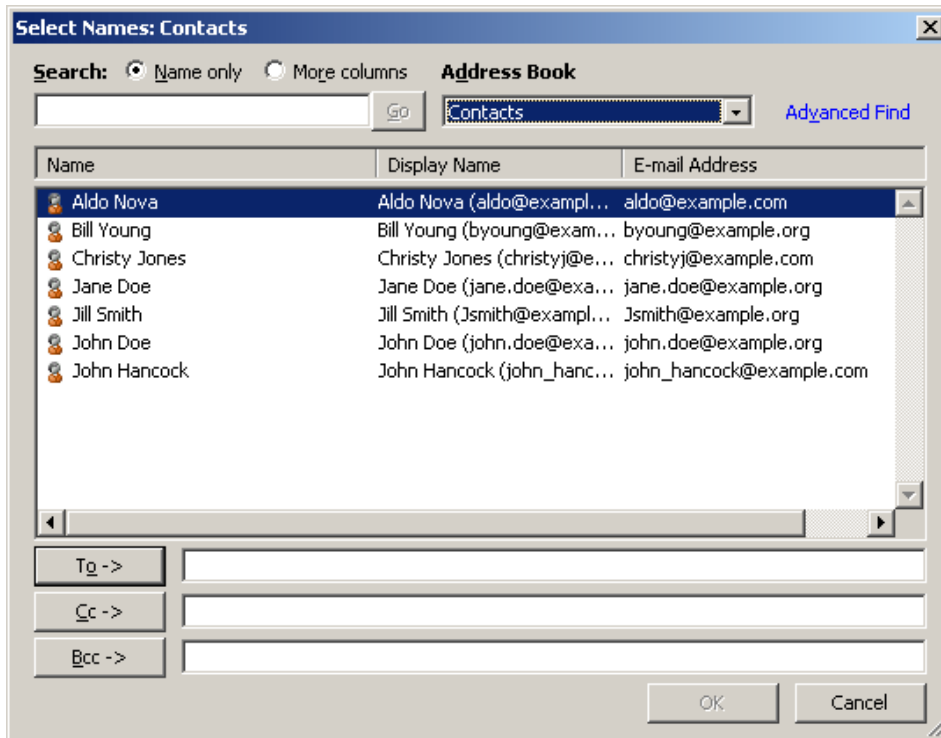 Select Names: Contacts
Search: Name only More columns Address Book
Go Contacts Advanced Find
Name Display Name E-mail Address
Aldo Nova Aldo Nova (aldo@exampl... aldo@example.com
Bill Young Bill Young (byoung@exam... byoung@example.org
Christy Jones Christy Jones (christyj@e... christyj@example.com
Jane Doe Jane Doe (jane.doe@exa... jane.doe@example.org
Jill Smith Jill Smith (Jsmith@exampl... Jsmith@example.org
John Doe John Doe (john.doe@exa... john.doe@example.org
John Hancock John Hancock (john_hanc... john_hancock@example.com
To ->
Cc ->
Bcc ->
OK Cancel